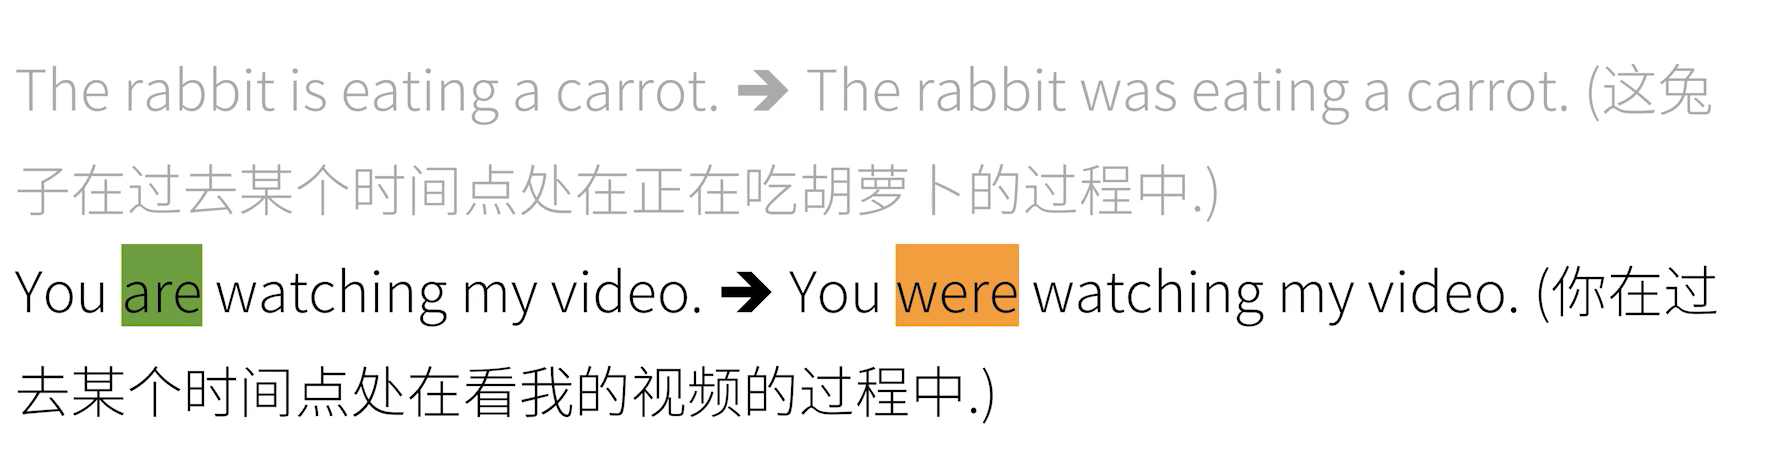 The rabbit is eating a carrot. ➔ The rabbit was eating a carrot. (这兔
子在过去某个时间点处在正在吃胡萝卜的过程中.)
You are watching my video. ➔ You were watching my video. (你在过
去某个时间点处在看我的视频的过程中.)